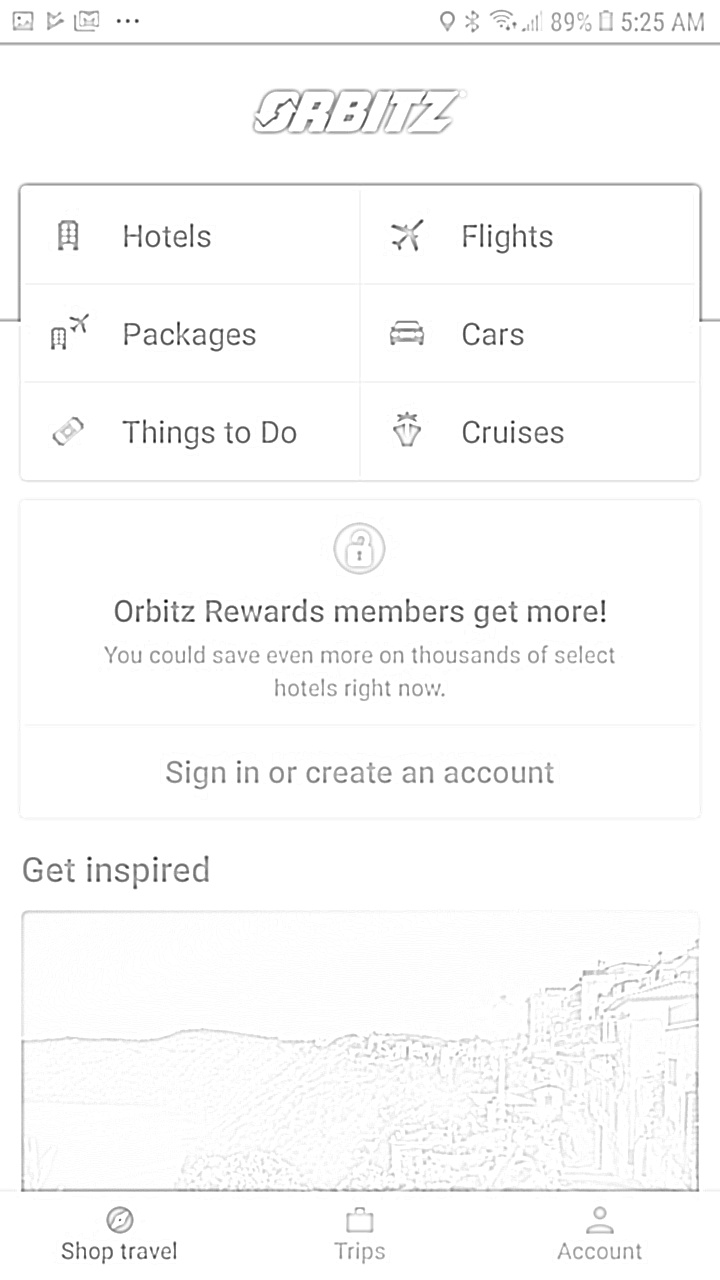 89% 5:25 AM
ORBITZ
Hotels
Flights
Packages
Cars
Things to Do
Cruises
Orbitz Rewards members get more!
You could save even more on thousands of select
hotels right now.
Sign in or create an account
Get inspired
Shop travel
Trips
Account